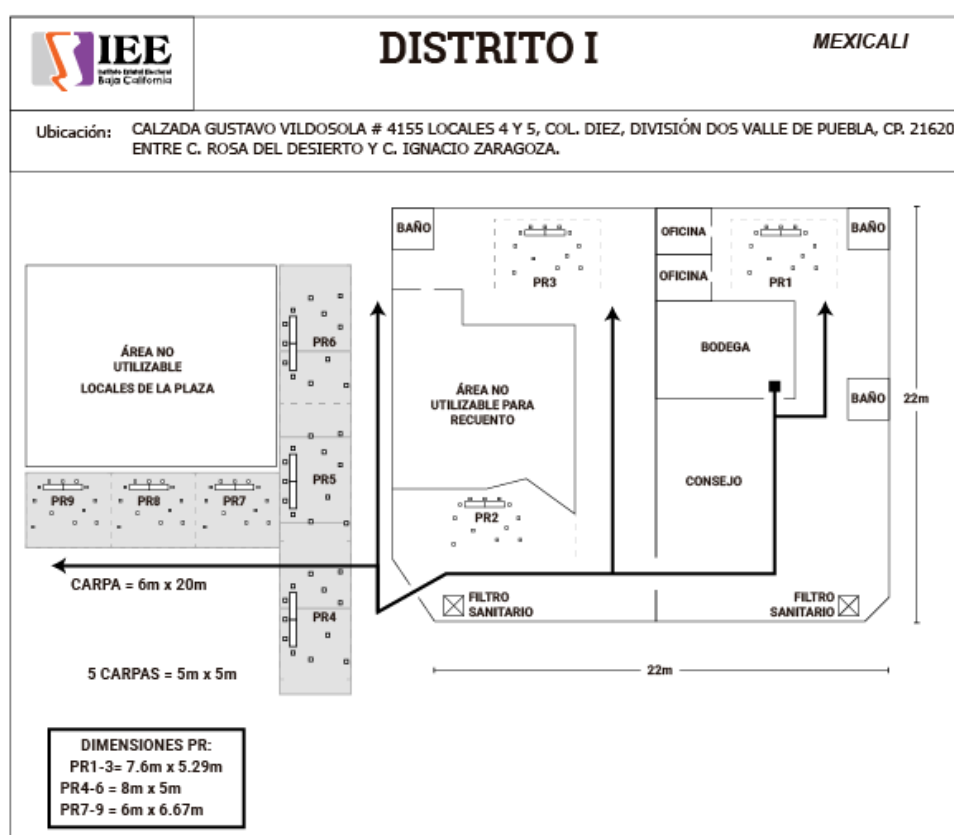 IEE
Instituto Estatal Electoral
Baja California
DISTRITO I
MEXICALI
Ubicación:
CALZADA GUSTAVO VILDOSOLA # 4155 LOCALES 4 Y 5, COL. DIEZ, DIVISIÓN DOS VALLE DE PUEBLA, CP. 21620
ENTRE C. ROSA DEL DESIERTO Y C. IGNACIO ZARAGOZA.
BAÑO
PR3
OFICINA
OFICINA
PR1
BAÑO
ÁREA NO
UTILIZABLE
LOCALES DE LA PLAZA
PR6
BODEGA
ÁREA NO
UTILIZABLE PARA
RECUENTO
BAÑO
22m
PR9
PR8
PR7
PR5
CONSEJO
PR2
CARPA = 6m x 20m
PR4
FILTRO
SANITARIO
FILTRO
SANITARIO
5 CARPAS = 5m x 5m
22m
DIMENSIONES PR:
PR1-3= 7.6m x 5.29m
PR4-6 = 8m x 5m
PR7-9 = 6m x 6.67m